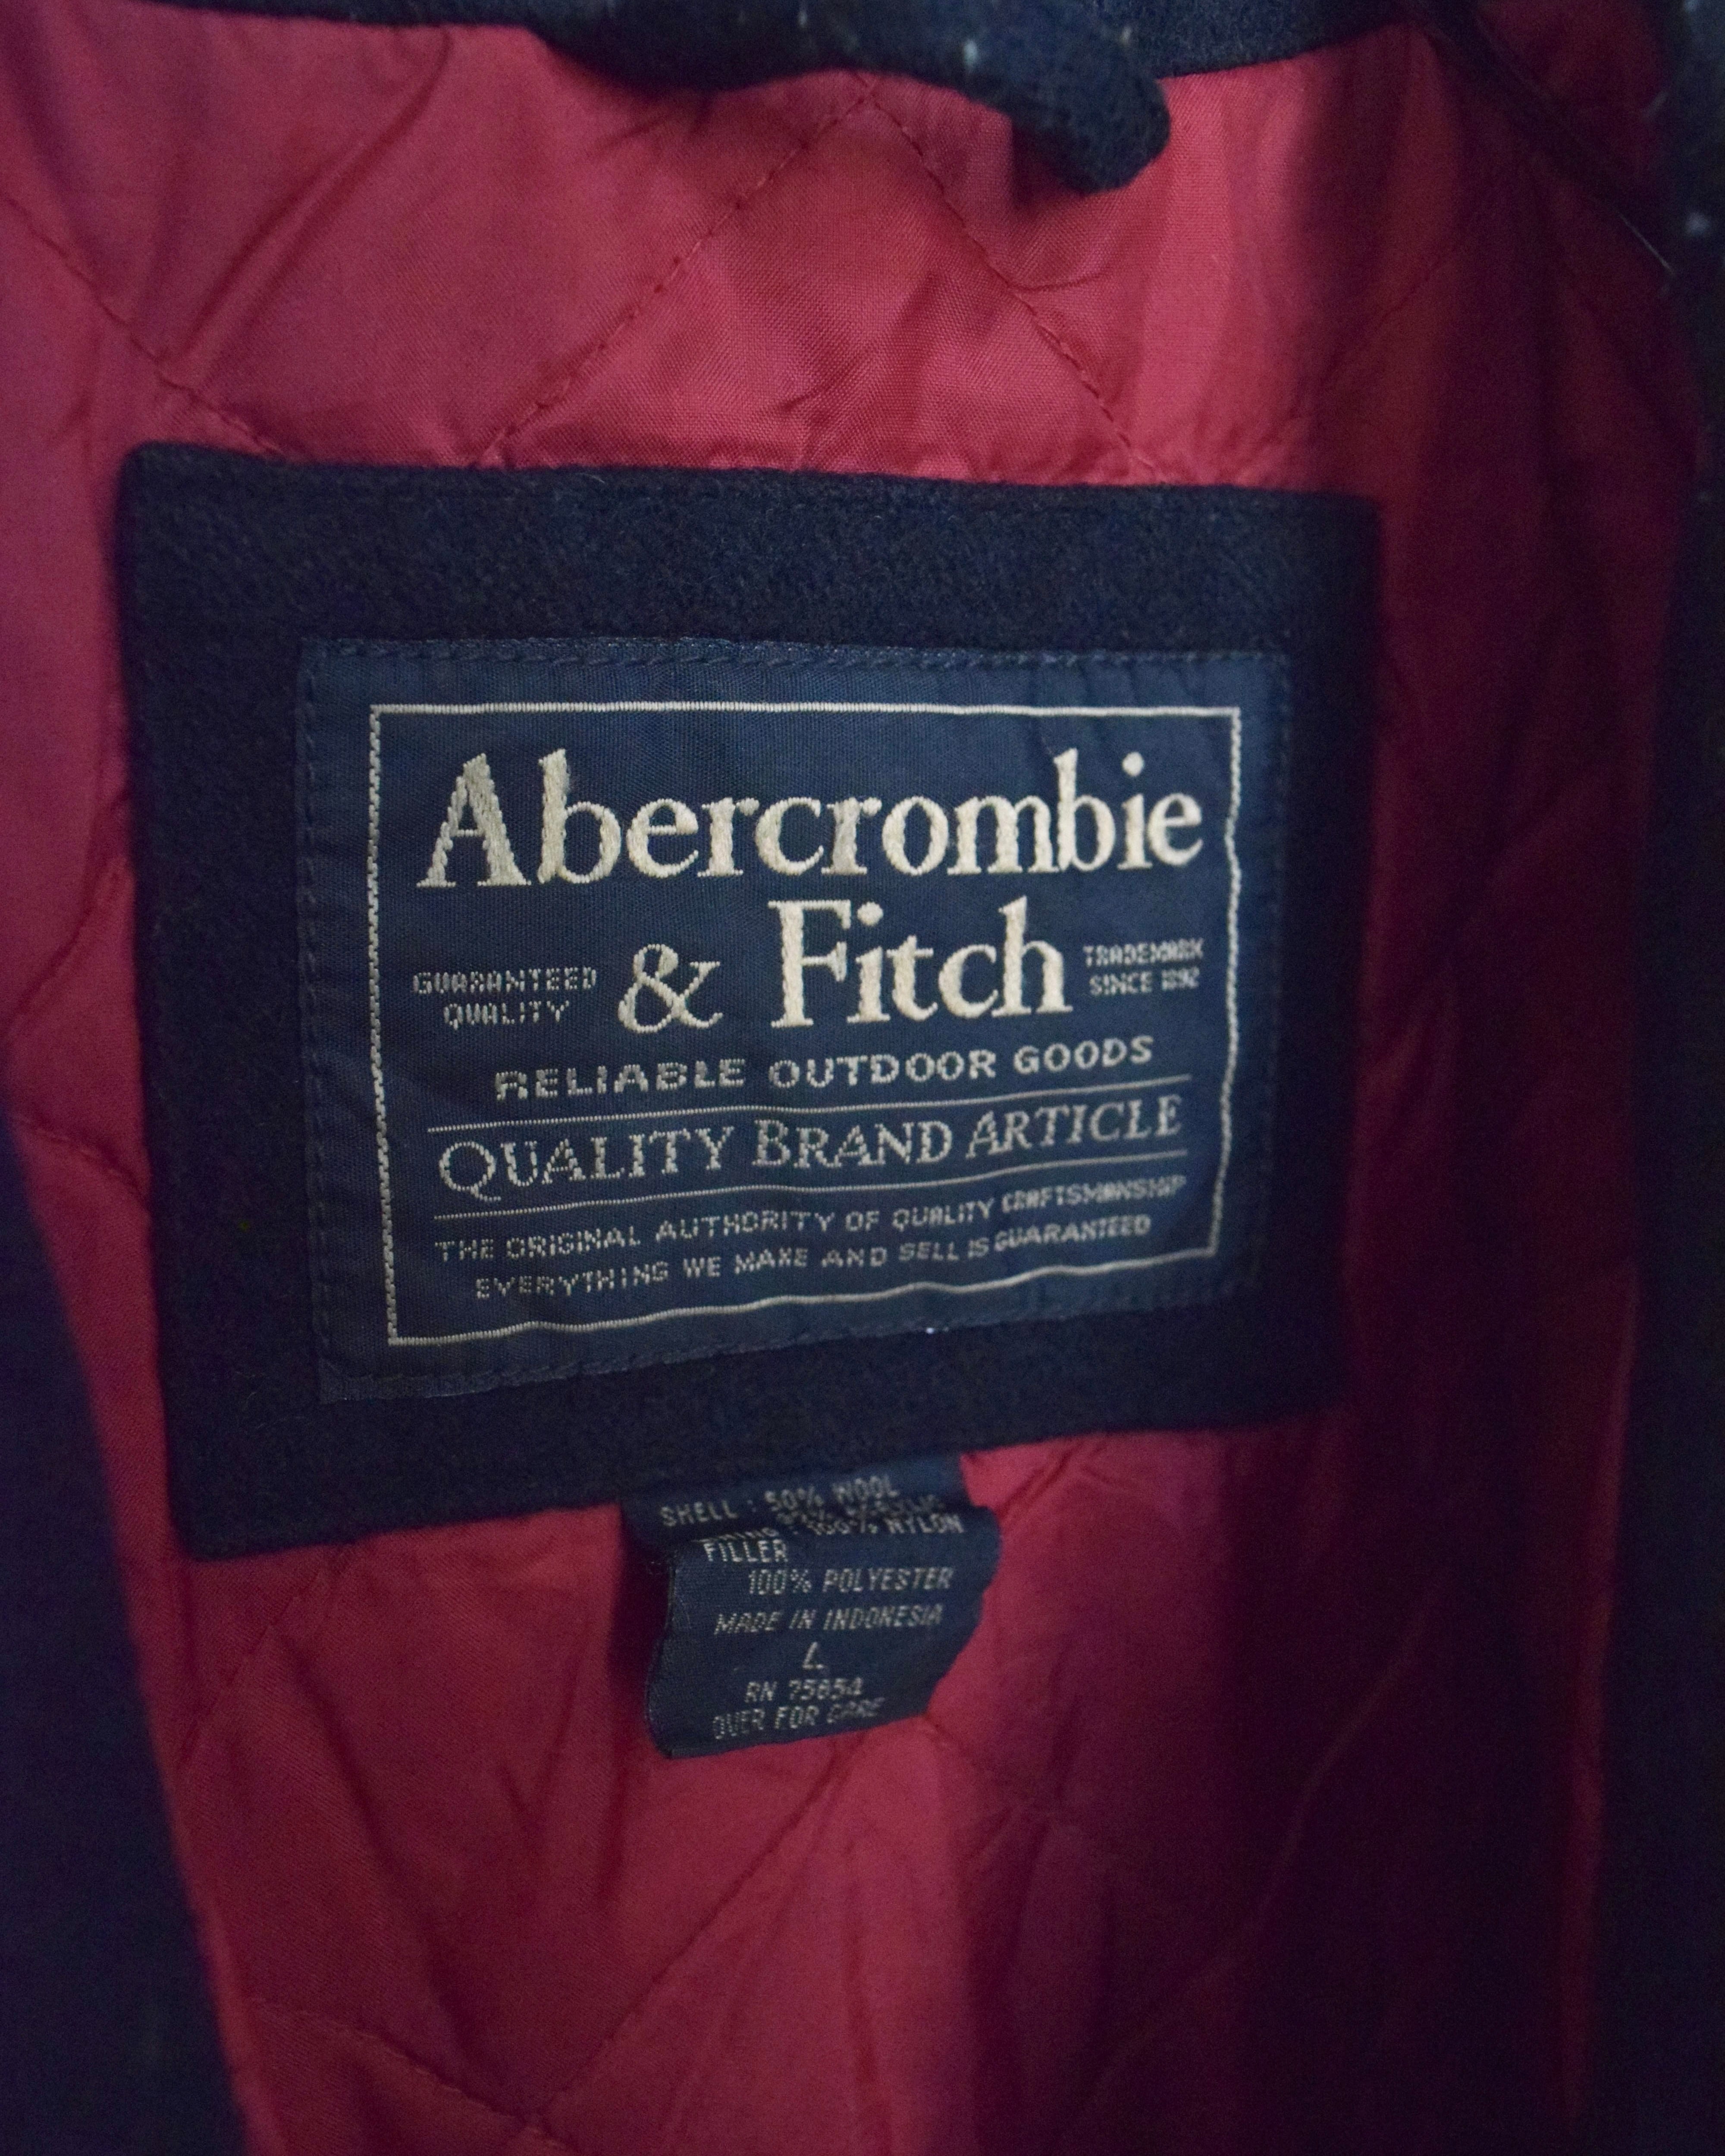 Abercrombie
& Fitch
GUARANTEED
QUALITY
TRADEMARK
SINCE 1892
RELIABLE OUTDOOR GOODS
QUALITY BRAND ARTICLE
THE ORIGINAL AUTHORITY OF QUALITY CRAFTSMANSHIP
EVERYTHING WE MAKE AND SELL IS GUARANTEED
SHELL : 50% WOOL
: 100% NYLON
FILLER
100% POLYESTER
MADE IN INDONESIA
L
RN 75654
OVER FOR CARE